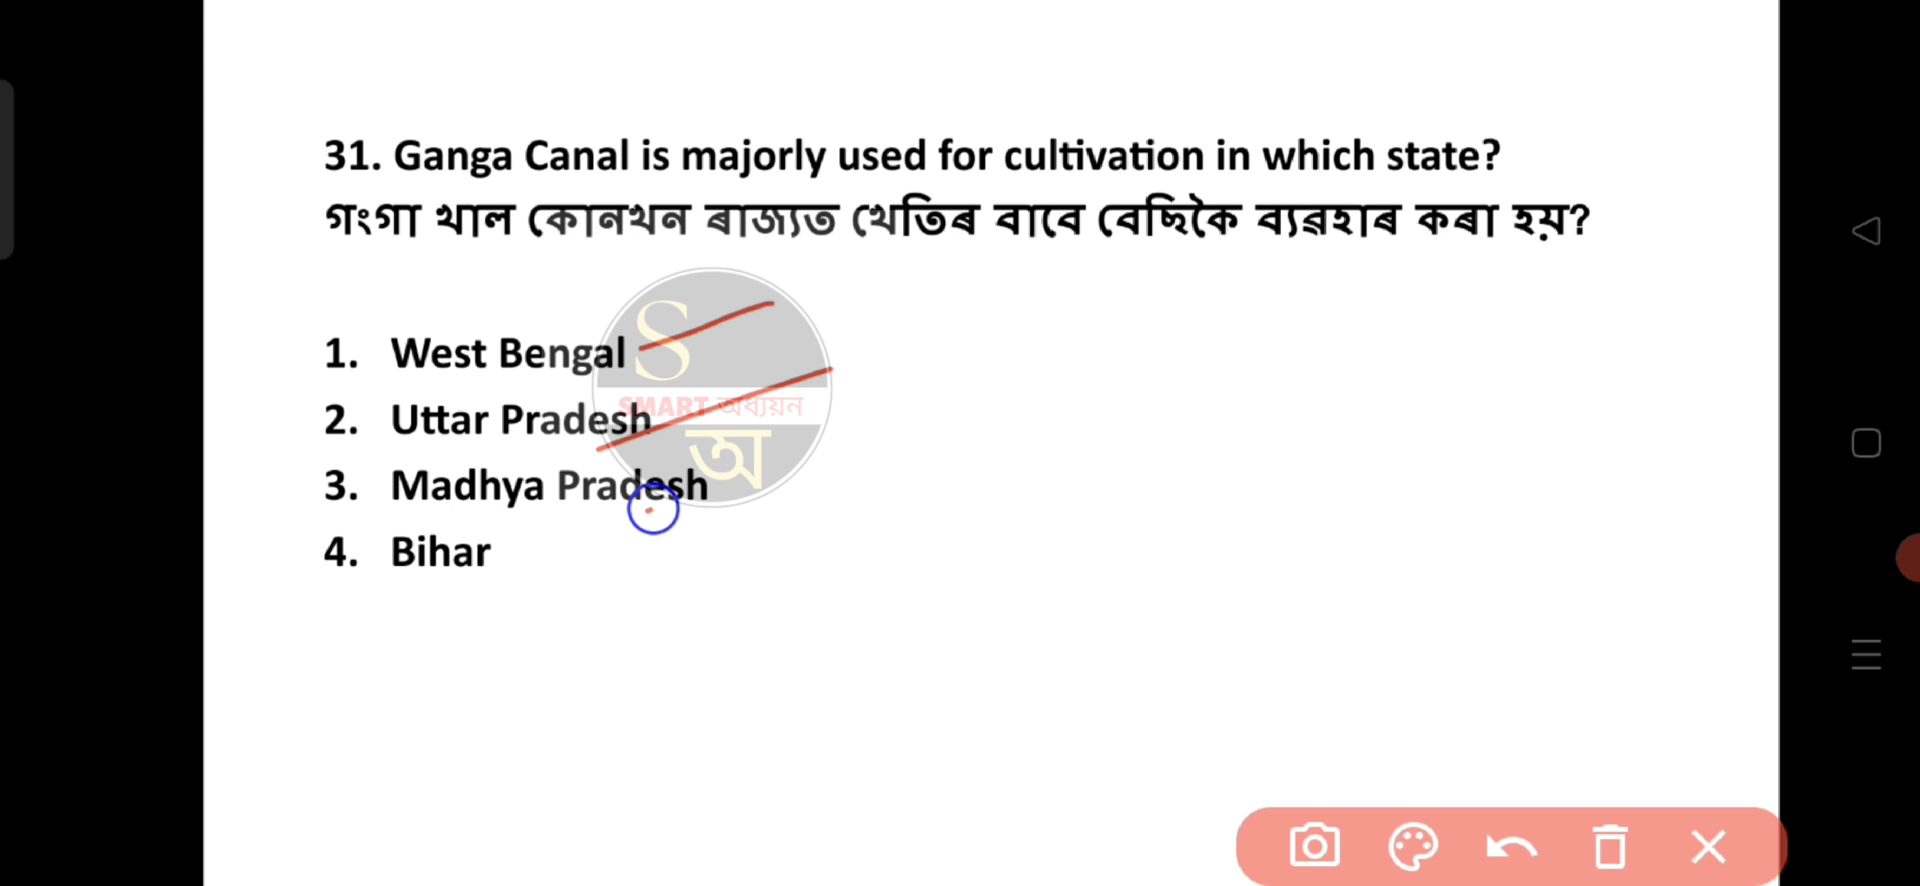 31. Ganga Canal is majorly used for cultivation in which state?
গংগা খাল কোনখন ৰাজ্যত খেতিৰ বাবে বেছিকৈ ব্যৱহাৰ কৰা হয়?
1. West Bengal
S
SMART অধ্যয়ন
2. Uttar Pradesh
অ
3. Madhya Pradesh
4. Bihar